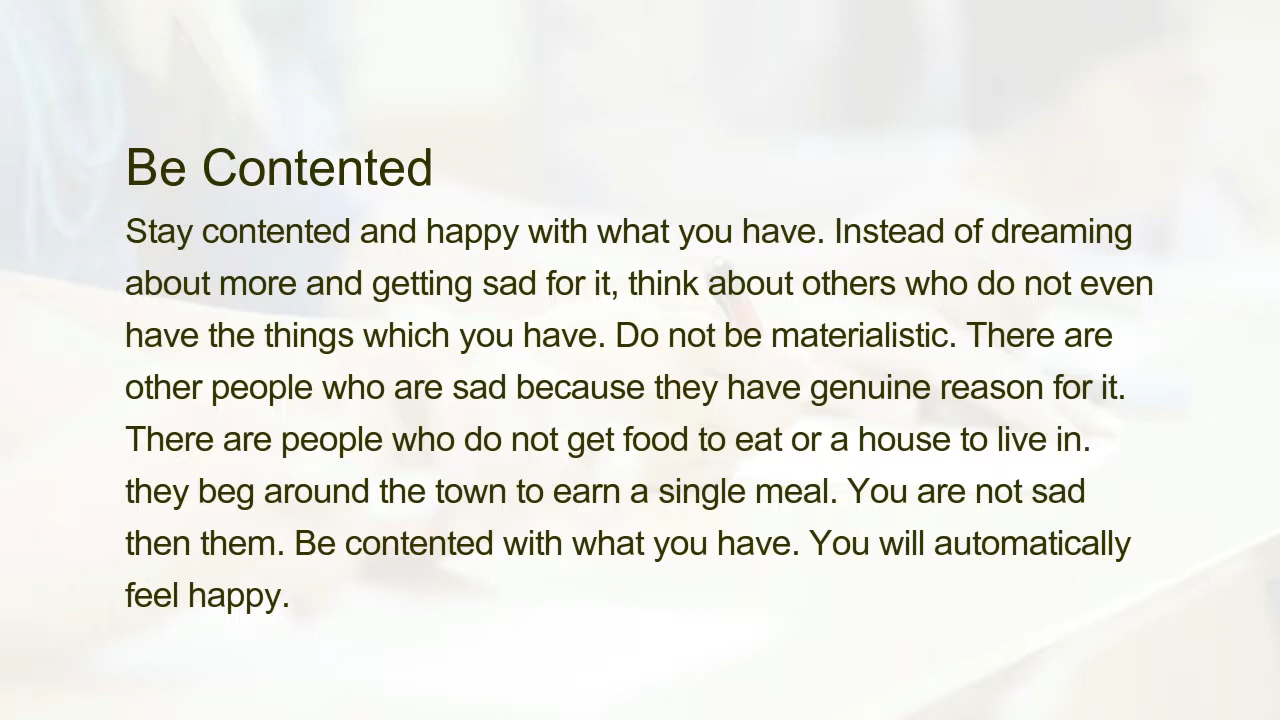 Be Contented
Stay contented and happy with what you have. Instead of dreaming
about more and getting sad for it, think about others who do not even
have the things which you have. Do not be materialistic. There are
other people who are sad because they have genuine reason for it.
There are people who do not get food to eat or a house to live in.
they beg around the town to earn a single meal. You are not sad
then them. Be contented with what you have. You will automatically
feel happy.